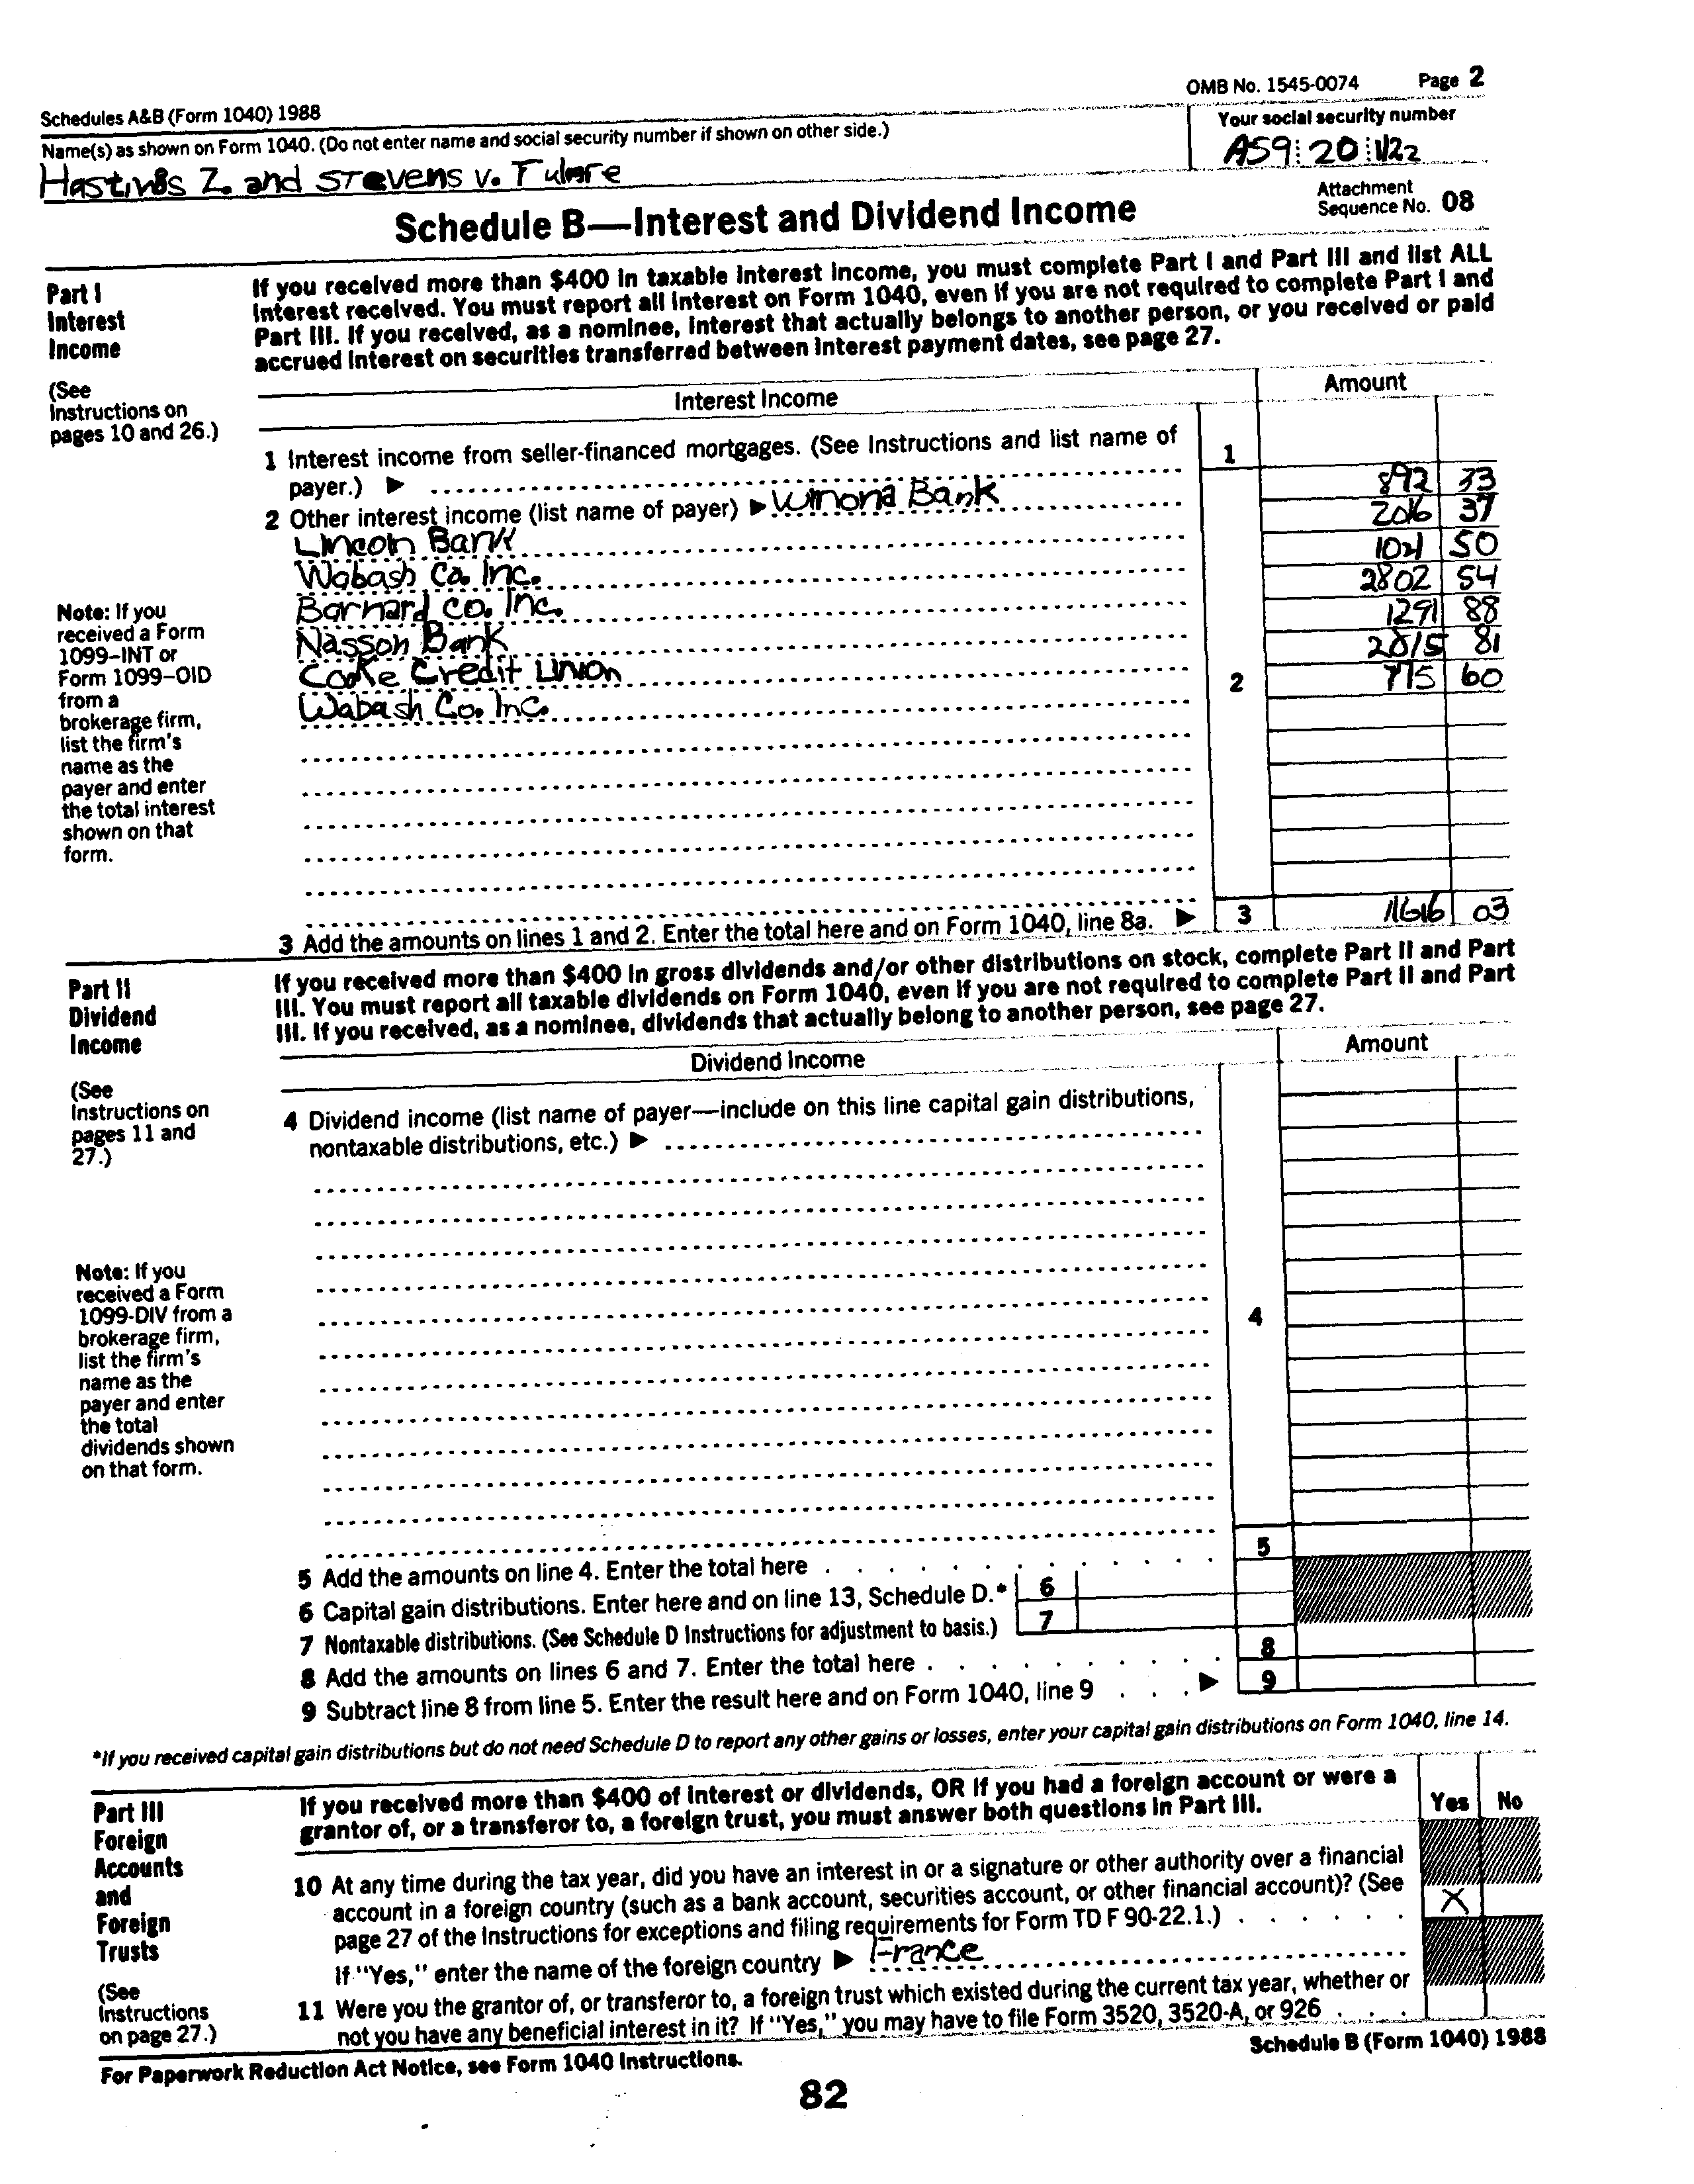 OMB No. 1545-0074 Page 2
Schedules A&B (Form 1040) 1988
Name(s) as shown on Form 1040. (Do not enter name and social security number if shown on other side.)
Your social security number
Hastings Z. and Stevens v. Tulare
A59 20 1122
Schedule B—Interest and Dividend Income
Attachment
Sequence No. 08
Part I
Interest
Income
(See
Instructions on
pages 10 and 26.)
If you received more than $400 in taxable interest income, you must complete Part I and Part III and list ALL
interest received. You must report all interest on Form 1040, even if you are not required to complete Part I and
Part III. If you received, as a nominee, interest that actually belongs to another person, or you received or paid
accrued interest on securities transferred between interest payment dates, see page 27.
Interest Income
Amount
1 Interest income from seller-financed mortgages. (See Instructions and list name of
payer.) ▶
1
2 Other interest income (list name of payer) ▶ Winona Bank 892 33
Lincoln Bank 2016 37
Wabash Co. Inc. 1021 50
Barnard Co. Inc. 2802 54
Nasson Bank 1291 88
Cooke Credit Union 2815 81
Wabash Co. Inc. 775 60
2
Note: If you
received a Form
1099–INT or
Form 1099–OID
from a
brokerage firm,
list the firm's
name as the
payer and enter
the total interest
shown on that
form.
3 Add the amounts on lines 1 and 2. Enter the total here and on Form 1040, line 8a. ▶ 3 11616 03
Part II
Dividend
Income
(See
Instructions on
pages 11 and
27.)
If you received more than $400 in gross dividends and/or other distributions on stock, complete Part II and Part
III. You must report all taxable dividends on Form 1040, even if you are not required to complete Part II and Part
III. If you received, as a nominee, dividends that actually belong to another person, see page 27.
Dividend Income
Amount
4 Dividend income (list name of payer—include on this line capital gain distributions,
nontaxable distributions, etc.) ▶
4
Note: If you
received a Form
1099-DIV from a
brokerage firm,
list the firm's
name as the
payer and enter
the total
dividends shown
on that form.
5 Add the amounts on line 4. Enter the total here 5
6 Capital gain distributions. Enter here and on line 13, Schedule D.* 6
7 Nontaxable distributions. (See Schedule D Instructions for adjustment to basis.) 7
8 Add the amounts on lines 6 and 7. Enter the total here 8
9 Subtract line 8 from line 5. Enter the result here and on Form 1040, line 9 ▶ 9
*If you received capital gain distributions but do not need Schedule D to report any other gains or losses, enter your capital gain distributions on Form 1040, line 14.
Part III
Foreign
Accounts
and
Foreign
Trusts
(See
Instructions
on page 27.)
If you received more than $400 of interest or dividends, OR if you had a foreign account or were a
grantor of, or a transferor to, a foreign trust, you must answer both questions in Part III.
Yes No
10 At any time during the tax year, did you have an interest in or a signature or other authority over a financial
account in a foreign country (such as a bank account, securities account, or other financial account)? (See
page 27 of the Instructions for exceptions and filing requirements for Form TD F 90-22.1.) X
If "Yes," enter the name of the foreign country ▶ France
11 Were you the grantor of, or transferor to, a foreign trust which existed during the current tax year, whether or
not you have any beneficial interest in it? If "Yes," you may have to file Form 3520, 3520-A, or 926
For Paperwork Reduction Act Notice, see Form 1040 Instructions.
Schedule B (Form 1040) 1988
82